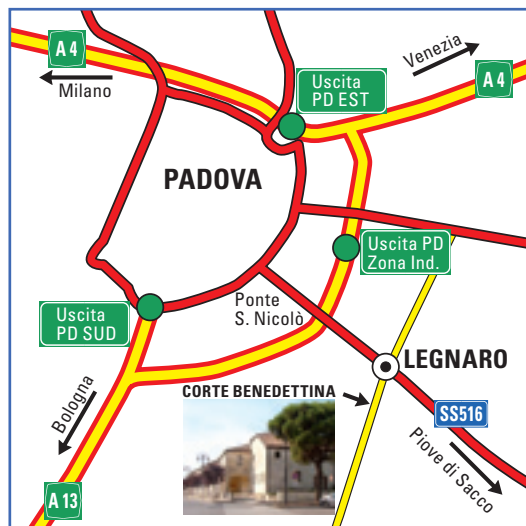 A 4
Milano
Uscita
PD EST
Venezia
A 4
PADOVA
Uscita PD
Zona Ind.
Uscita
PD SUD
Ponte
S. Nicolò
LEGNARO
CORTE BENEDETTINA
Bologna
SS516
Piove di Sacco
A 13